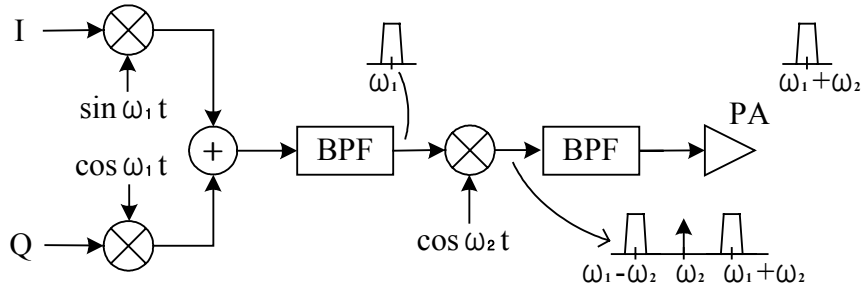 I
sin ω₁ t
cos ω₁ t
Q
+
BPF
ω₁
cos ω₂ t
BPF
PA
ω₁+ω₂
ω₁-ω₂
ω₂
ω₁+ω₂